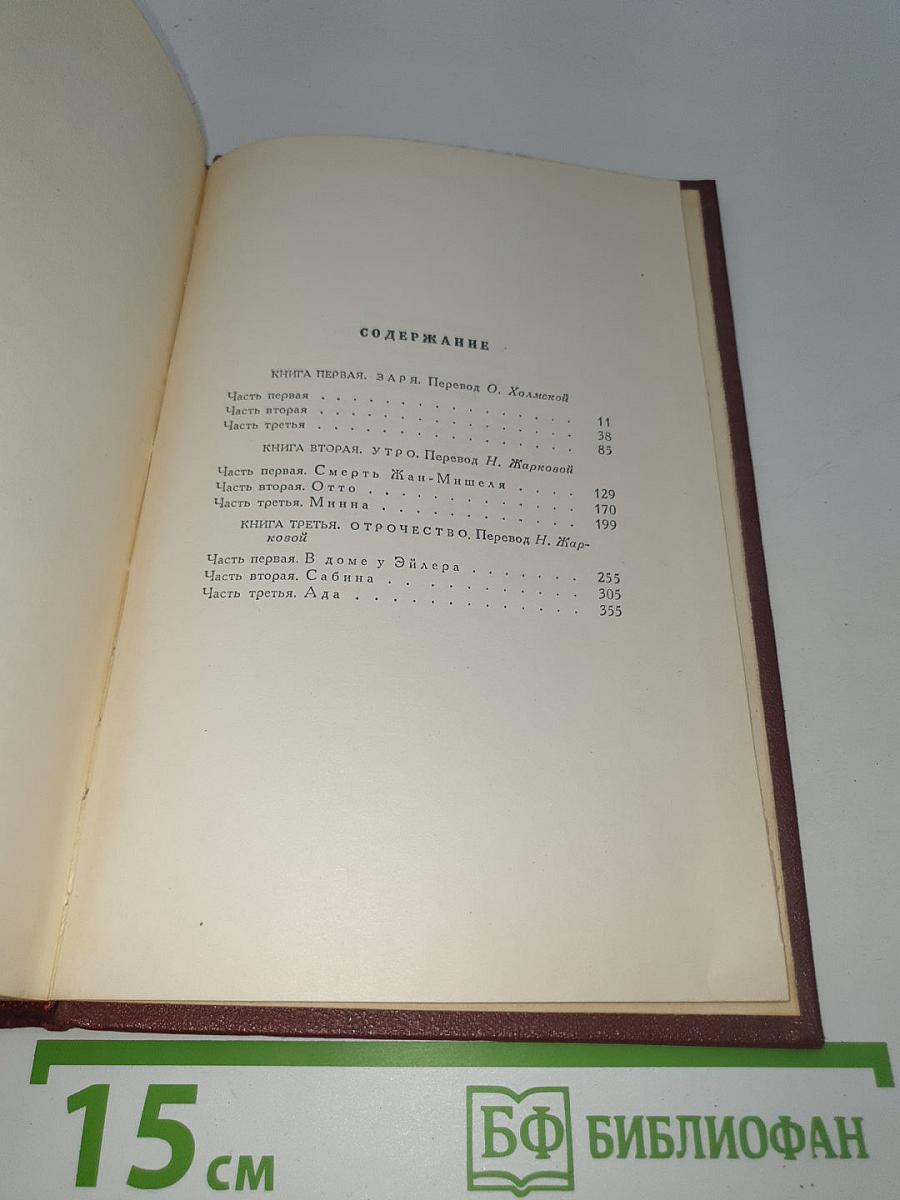 СОДЕРЖАНИЕ
КНИГА ПЕРВАЯ. ЗАРЯ. Перевод О. Холмской
Часть первая . . . . . . . . . . . . . . . 11
Часть вторая . . . . . . . . . . . . . . . 38
Часть третья . . . . . . . . . . . . . . . 85
КНИГА ВТОРАЯ. УТРО. Перевод Н. Жарковой
Часть первая. Смерть Жан-Мишеля . . . . 129
Часть вторая. Отто . . . . . . . . . . . . 170
Часть третья. Минна . . . . . . . . . . . 199
КНИГА ТРЕТЬЯ. ОТРОЧЕСТВО. Перевод Н. Жар-
ковой
Часть первая. В доме у Эйлера . . . . . . . 255
Часть вторая. Сабина . . . . . . . . . . . 305
Часть третья. Ада . . . . . . . . . . . . . 355
15 см
БФ БИБЛИОФАН